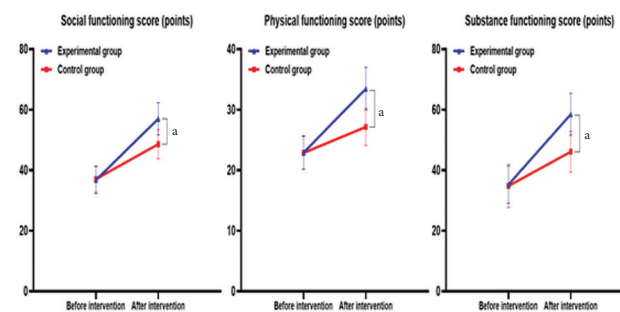 Social functioning score (points)
80
60
40
20
0
Experimental group
Control group
a
Before intervention After intervention
Physical functioning score (points)
40
30
20
10
0
Experimental group
Control group
a
Before intervention After intervention
Substance functioning score (points)
80
60
40
20
0
Experimental group
Control group
a
Before intervention After intervention